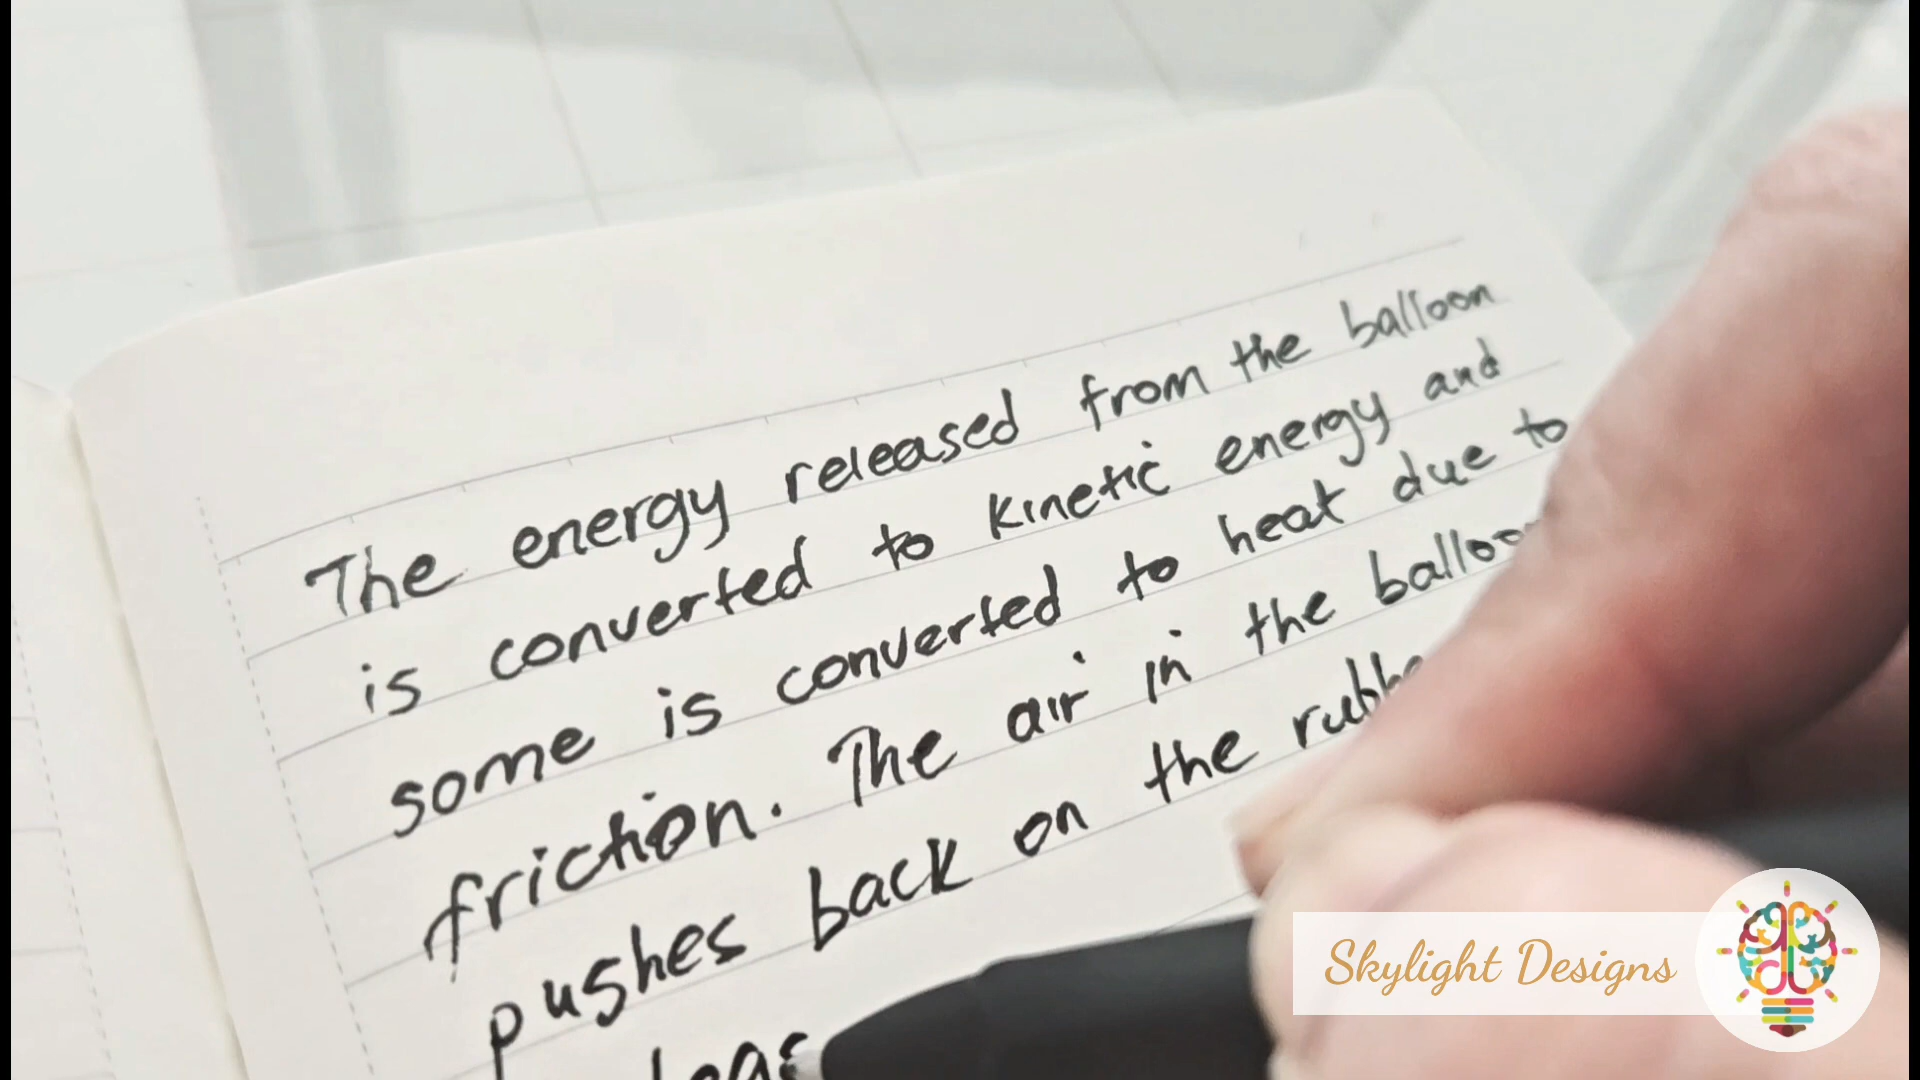 The energy released from the balloon
is converted to kinetic energy and
some is converted to heat due to
friction. The air in the
pushes back on the
Skylight Designs